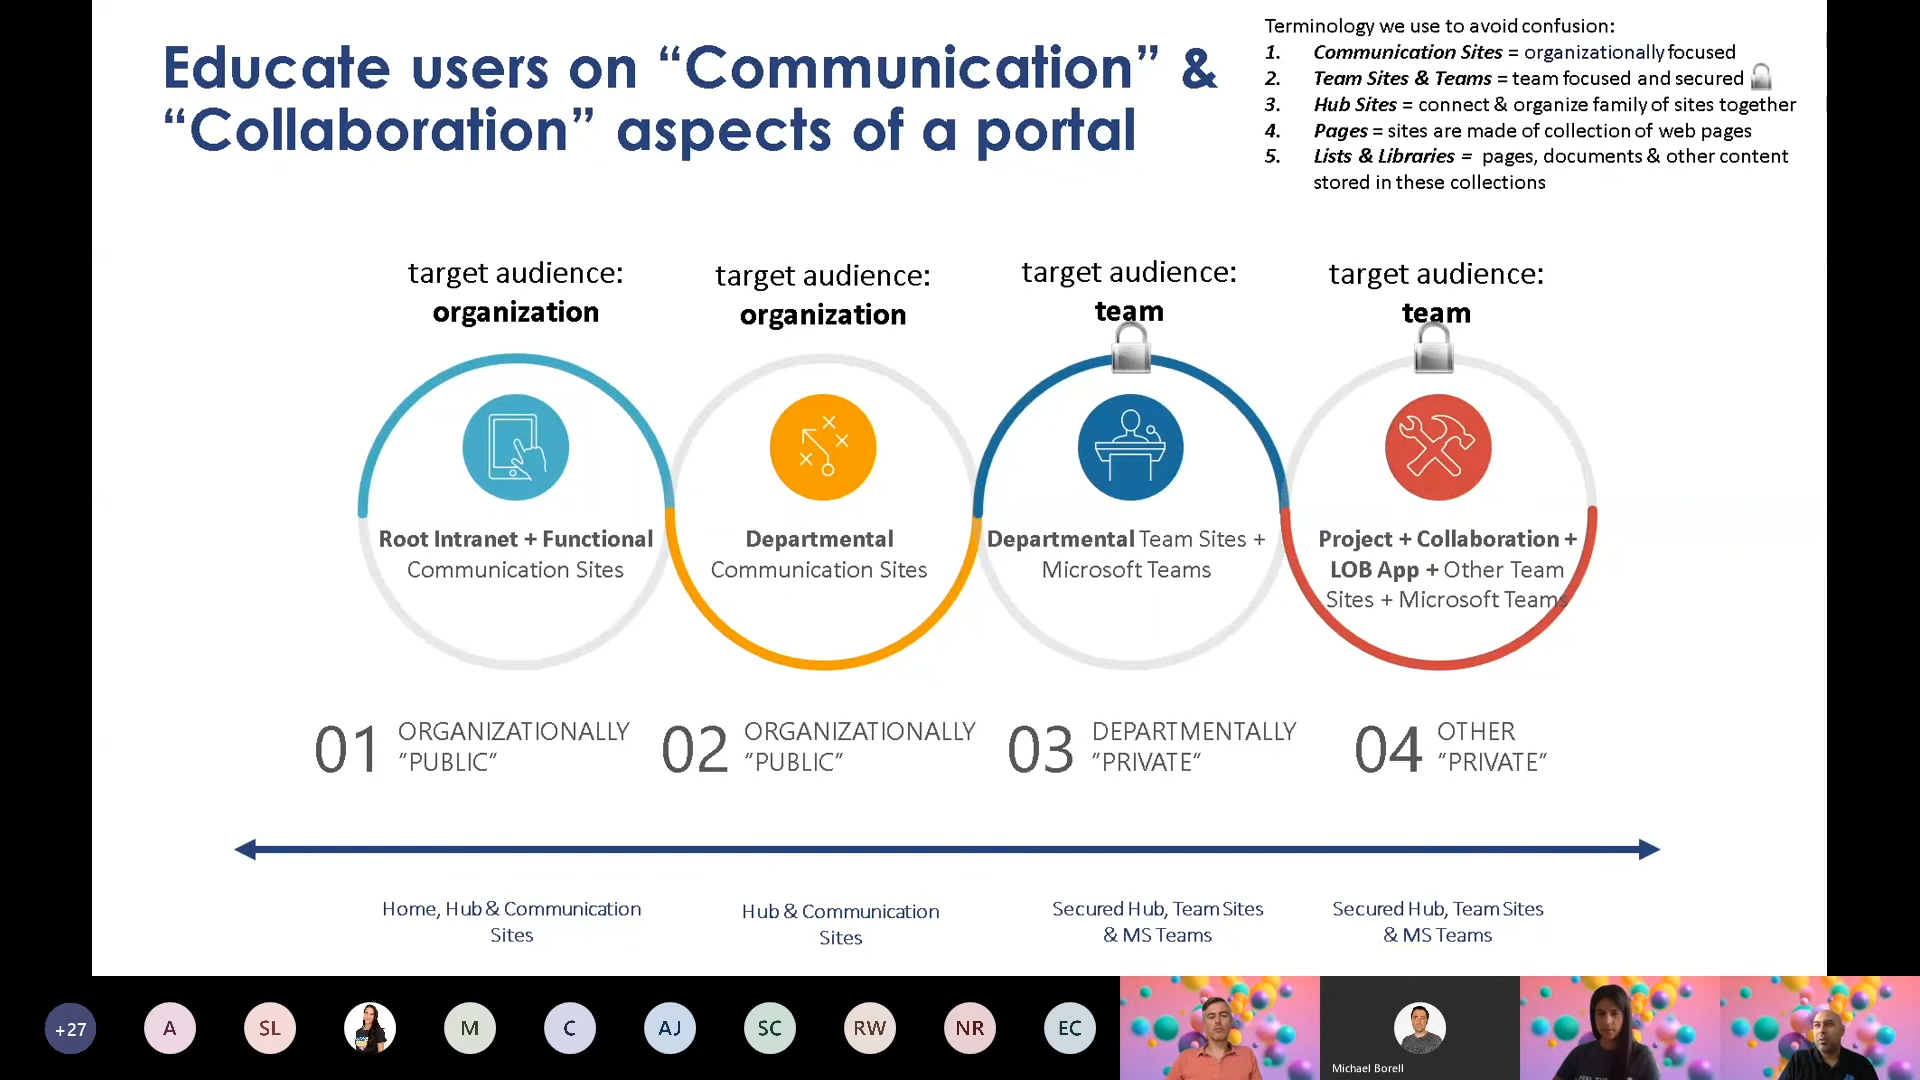 Educate users on “Communication” &
“Collaboration” aspects of a portal
Terminology we use to avoid confusion:
1. Communication Sites = organizationally focused
2. Team Sites & Teams = team focused and secured
3. Hub Sites = connect & organize family of sites together
4. Pages = sites are made of collection of web pages
5. Lists & Libraries = pages, documents & other content
stored in these collections
target audience:
organization
target audience:
organization
target audience:
team
target audience:
team
Root Intranet + Functional
Communication Sites
Departmental
Communication Sites
Departmental Team Sites +
Microsoft Teams
Project + Collaboration +
LOB App + Other Team
Sites + Microsoft Teams
01 ORGANIZATIONALLY
“PUBLIC”
02 ORGANIZATIONALLY
“PUBLIC”
03 DEPARTMENTALLY
“PRIVATE”
04 OTHER
“PRIVATE”
Home, Hub & Communication
Sites
Hub & Communication
Sites
Secured Hub, Team Sites
& MS Teams
Secured Hub, Team Sites
& MS Teams
+27
A
SL
M
C
AJ
SC
RW
NR
EC
Michael Borell